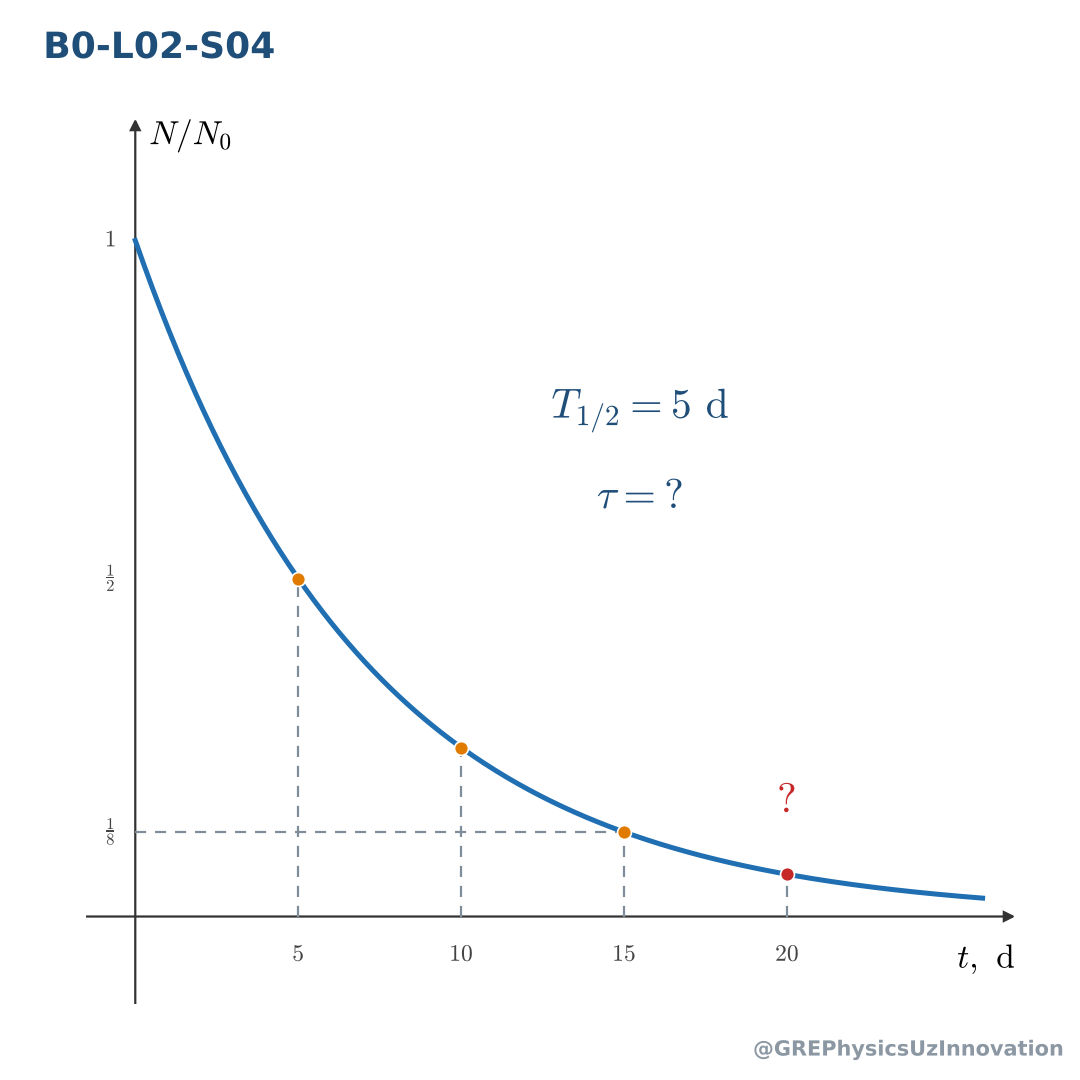 B0-L02-S04
N/N₀
1
T₁/₂ = 5 d
τ = ?
1/2
?
1/8
5 10 15 20
t, d
@GREPhysicsUzInnovation